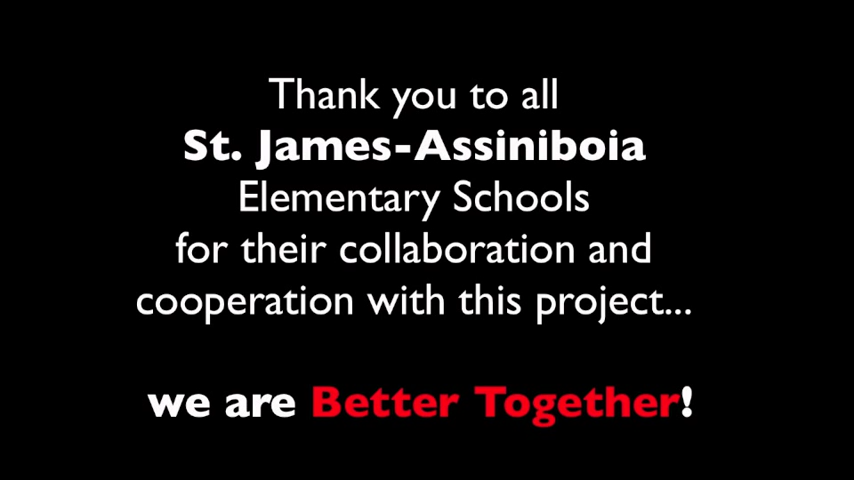 Thank you to all
St. James-Assiniboia
Elementary Schools
for their collaboration and
cooperation with this project...
we are Better Together!